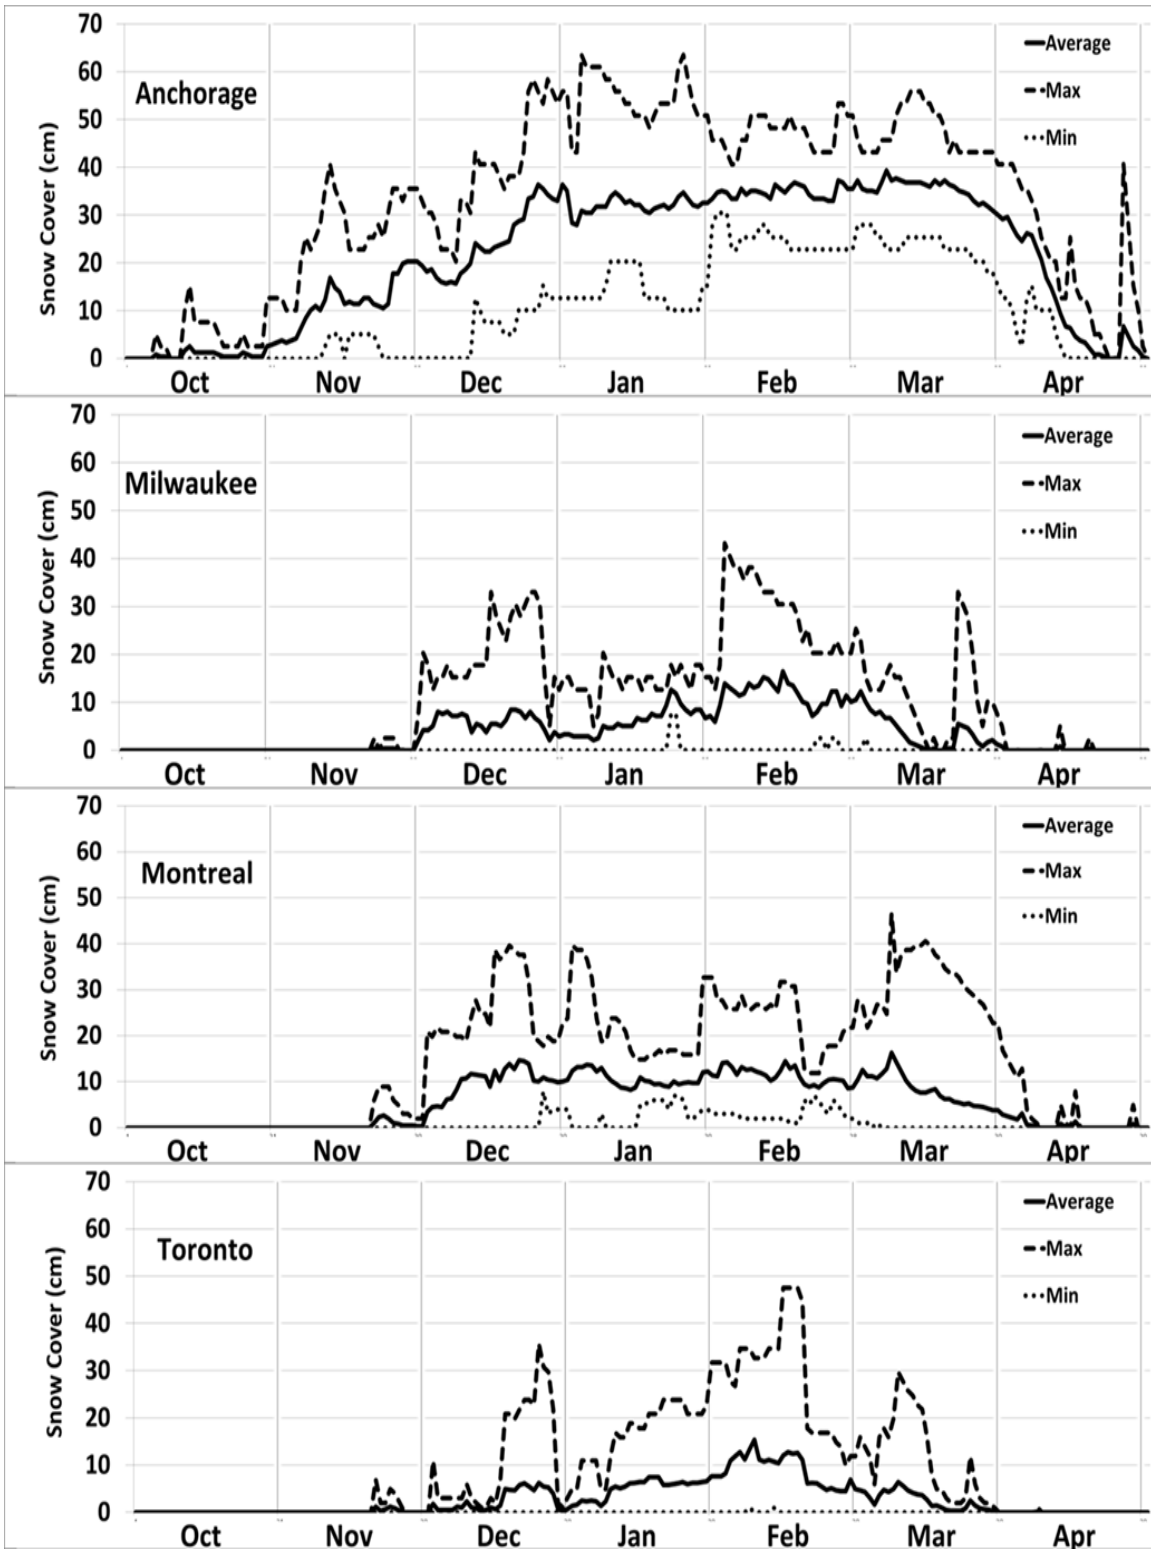 70
60
50
40
30
20
10
0
Snow Cover (cm)
Anchorage
Average
Max
Min
Oct Nov Dec Jan Feb Mar Apr
70
60
50
40
30
20
10
0
Snow Cover (cm)
Milwaukee
Average
Max
Min
Oct Nov Dec Jan Feb Mar Apr
70
60
50
40
30
20
10
0
Snow Cover (cm)
Montreal
Average
Max
Min
Oct Nov Dec Jan Feb Mar Apr
70
60
50
40
30
20
10
0
Snow Cover (cm)
Toronto
Average
Max
Min
Oct Nov Dec Jan Feb Mar Apr